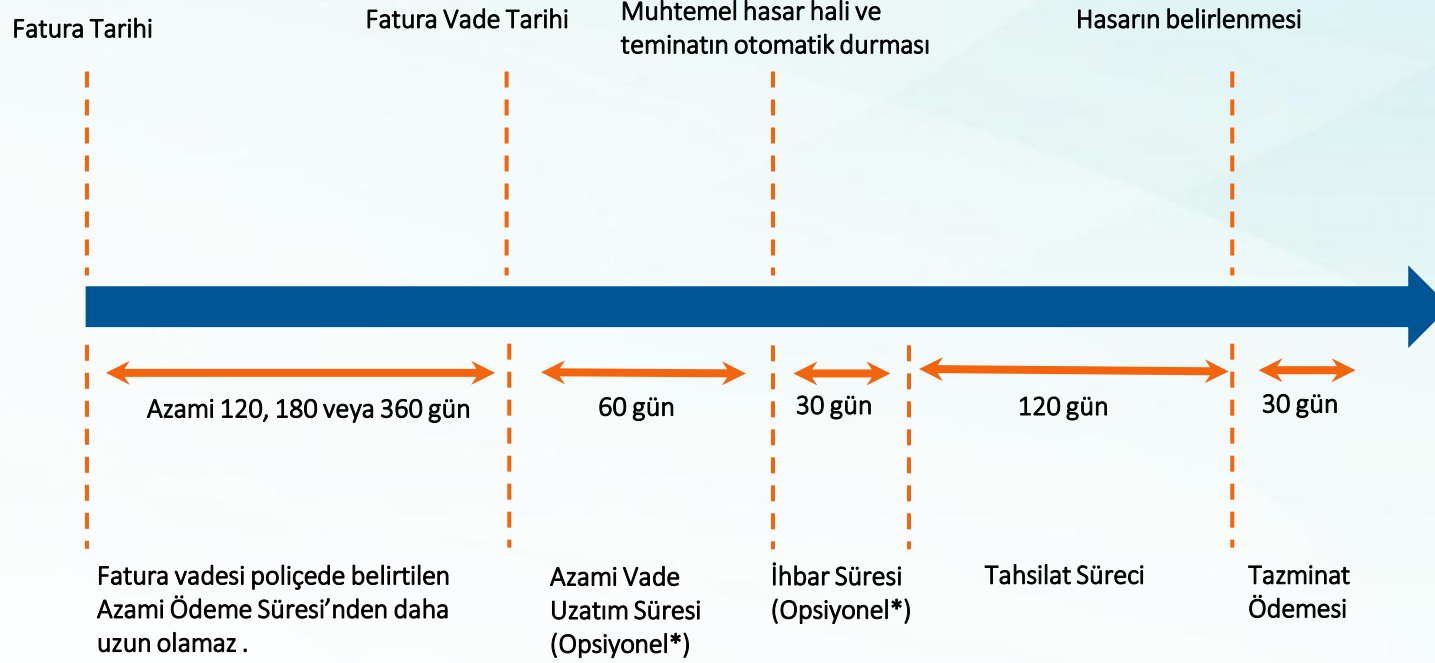 Fatura Tarihi
Fatura Vade Tarihi
Muhtemel hasar hali ve
teminatın otomatik durması
Hasarın belirlenmesi
Azami 120, 180 veya 360 gün
60 gün
30 gün
120 gün
30 gün
Fatura vadesi poliçede belirtilen
Azami Ödeme Süresi’nden daha
uzun olamaz .
Azami Vade
Uzatım Süresi
(Opsiyonel*)
İhbar Süresi
(Opsiyonel*)
Tahsilat Süreci
Tazminat
Ödemesi